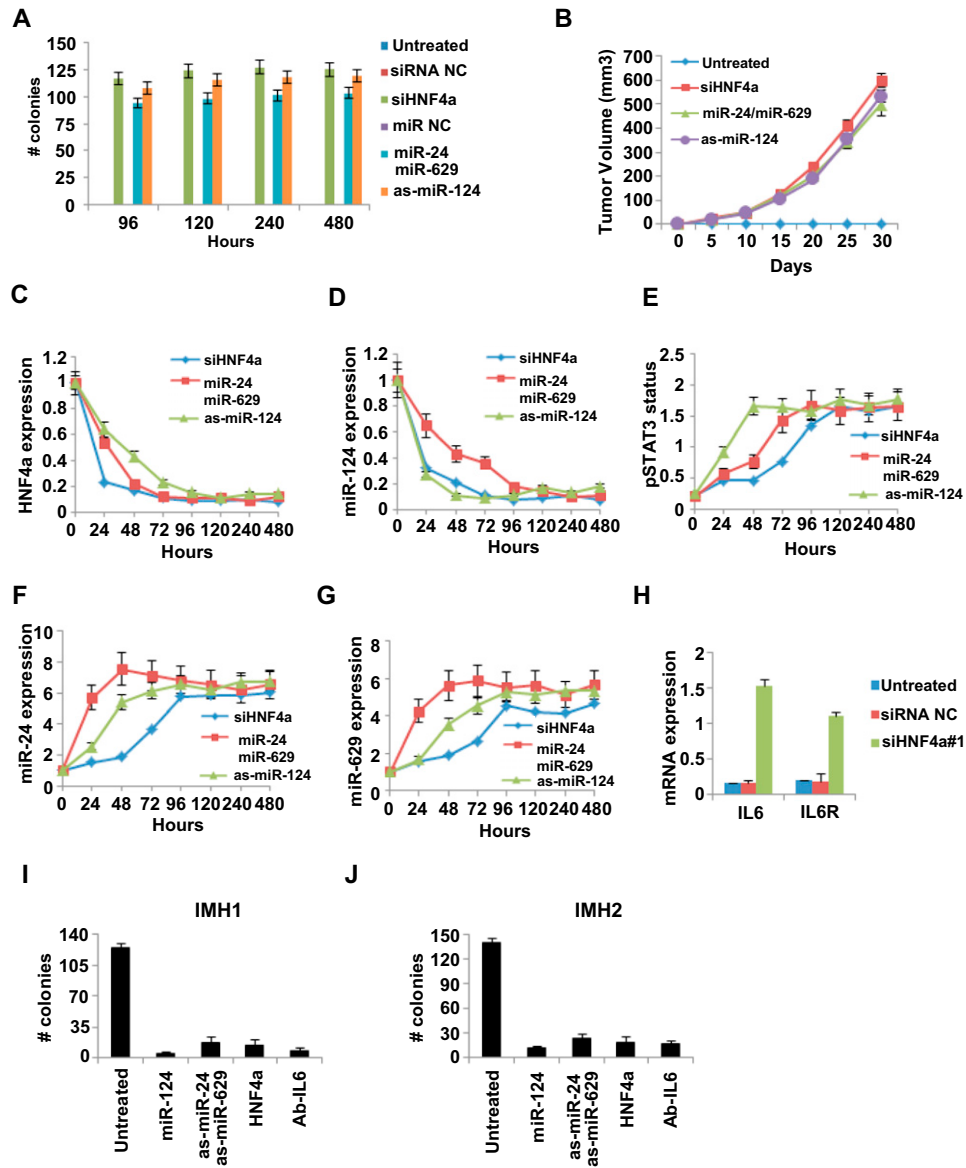 A
150
125
100
75
50
25
0
# colonies
96 120 240 480
Hours
Untreated
siRNA NC
siHNF4a
miR NC
miR-24
miR-629
as-miR-124
B
700
600
500
400
300
200
100
0
Tumor Volume (mm3)
0 5 10 15 20 25 30
Days
Untreated
siHNF4a
miR-24/miR-629
as-miR-124
C
1.2
1
0.8
0.6
0.4
0.2
0
HNF4a expression
0 24 48 72 96 120 240 480
Hours
siHNF4a
miR-24
miR-629
as-miR-124
D
1.2
1
0.8
0.6
0.4
0.2
0
miR-124 expression
0 24 48 72 96 120 240 480
Hours
siHNF4a
miR-24
miR-629
as-miR-124
E
2.5
2
1.5
1
0.5
0
pSTAT3 status
0 24 48 72 96 120 240 480
Hours
siHNF4a
miR-24
miR-629
as-miR-124
F
10
8
6
4
2
0
miR-24 expression
0 24 48 72 96 120 240 480
Hours
siHNF4a
miR-24
miR-629
as-miR-124
G
8
6
4
2
0
miR-629 expression
0 24 48 72 96 120 240 480
Hours
siHNF4a
miR-24
miR-629
as-miR-124
H
2
1.5
1
0.5
0
mRNA expression
IL6 IL6R
Untreated
siRNA NC
siHNF4a#1
I
IMH1
140
105
70
35
0
# colonies
Untreated
miR-124
as-miR-24
as-miR-629
HNF4a
Ab-IL6
J
IMH2
150
120
90
60
30
0
# colonies
Untreated
miR-124
as-miR-24
as-miR-629
HNF4a
Ab-IL6